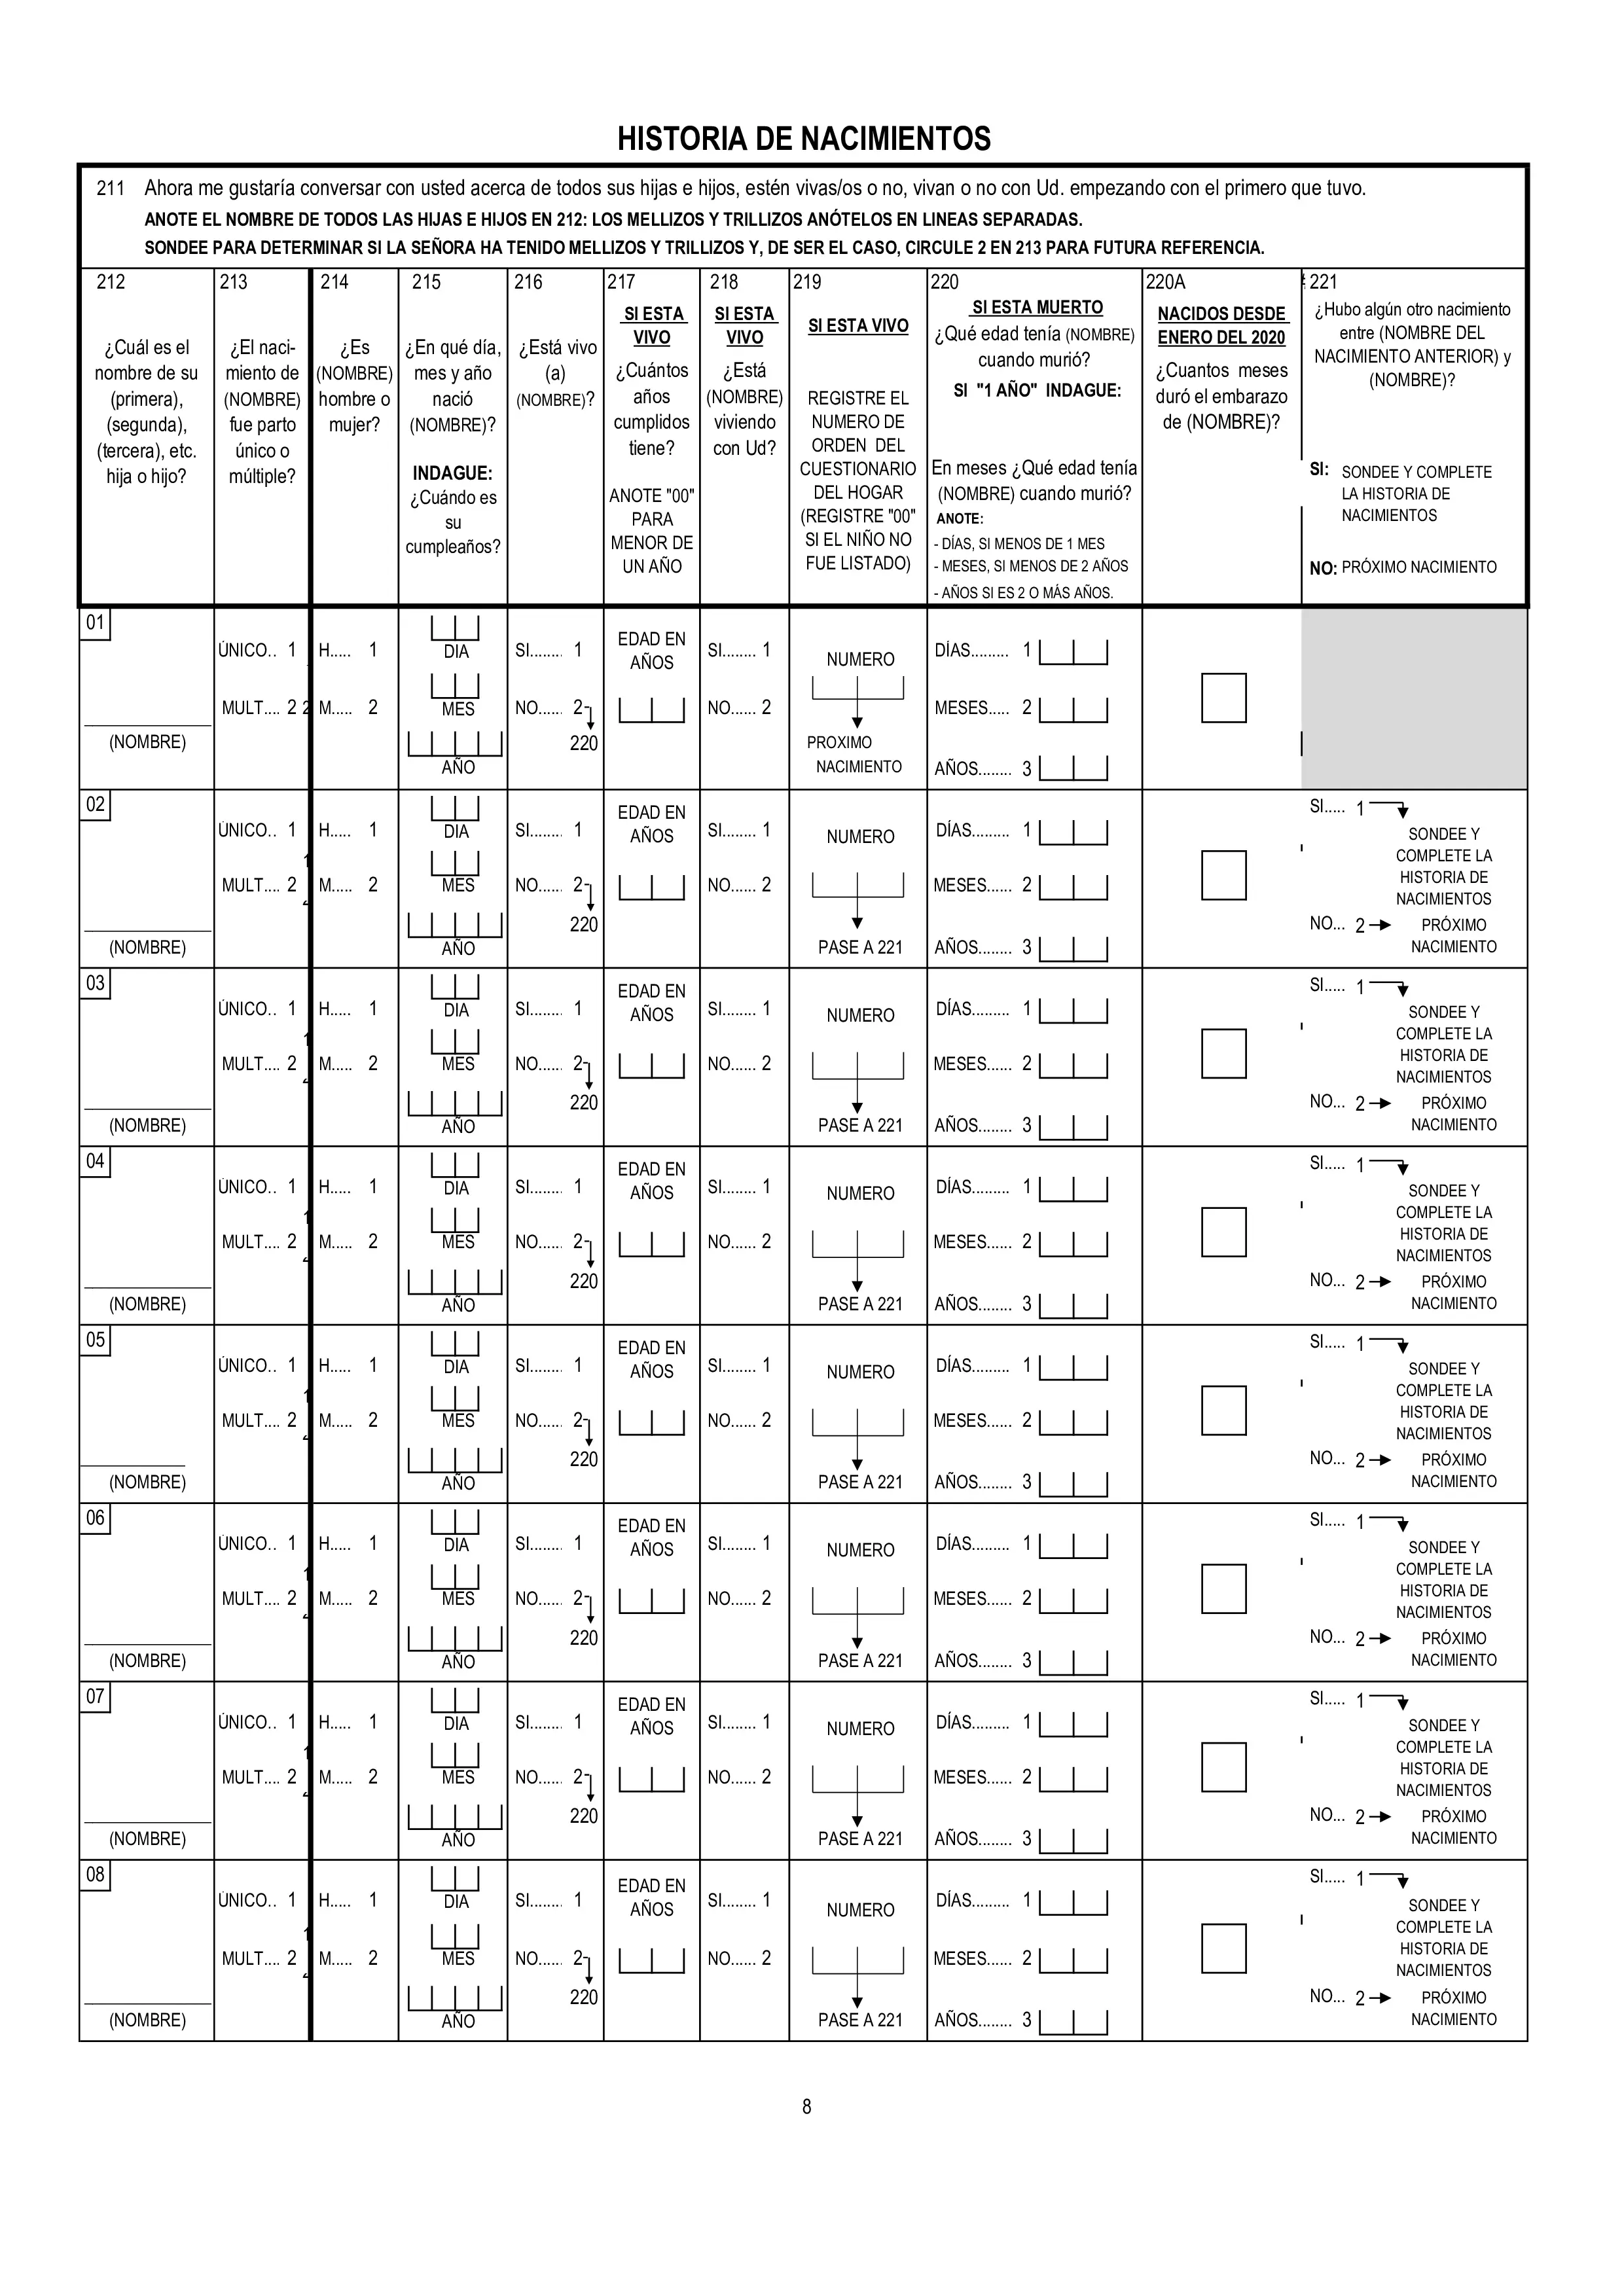 HISTORIA DE NACIMIENTOS
211 Ahora me gustaría conversar con usted acerca de todos sus hijas e hijos, estén vivas/os o no, vivan o no con Ud. empezando con el primero que tuvo.
ANOTE EL NOMBRE DE TODOS LAS HIJAS E HIJOS EN 212: LOS MELLIZOS Y TRILLIZOS ANÓTELOS EN LINEAS SEPARADAS.
SONDEE PARA DETERMINAR SI LA SEÑORA HA TENIDO MELLIZOS Y TRILLIZOS Y, DE SER EL CASO, CIRCULE 2 EN 213 PARA FUTURA REFERENCIA.
212
¿Cuál es el
nombre de su
(primera),
(segunda),
(tercera), etc.
hija o hijo?
213
¿El naci-
miento de
(NOMBRE)
fue parto
único o
múltiple?
214
¿Es
(NOMBRE)
hombre o
mujer?
215
¿En qué día,
mes y año
nació
(NOMBRE)?
INDAGUE:
¿Cuándo es
su
cumpleaños?
216
¿Está vivo
(a)
(NOMBRE)?
217
SI ESTA
VIVO
¿Cuántos
años
cumplidos
tiene?
ANOTE "00"
PARA
MENOR DE
UN AÑO
218
SI ESTA
VIVO
¿Está
(NOMBRE)
viviendo
con Ud?
219
SI ESTA VIVO
REGISTRE EL
NUMERO DE
ORDEN DEL
CUESTIONARIO
DEL HOGAR
(REGISTRE "00"
SI EL NIÑO NO
FUE LISTADO)
220
SI ESTA MUERTO
¿Qué edad tenía (NOMBRE)
cuando murió?
SI "1 AÑO" INDAGUE:
En meses ¿Qué edad tenía
(NOMBRE) cuando murió?
ANOTE:
- DÍAS, SI MENOS DE 1 MES
- MESES, SI MENOS DE 2 AÑOS
- AÑOS SI ES 2 O MÁS AÑOS.
220A
NACIDOS DESDE
ENERO DEL 2020
¿Cuantos meses
duró el embarazo
de (NOMBRE)?
221
¿Hubo algún otro nacimiento
entre (NOMBRE DEL
NACIMIENTO ANTERIOR) y
(NOMBRE)?
SI: SONDEE Y COMPLETE
LA HISTORIA DE
NACIMIENTOS
NO: PRÓXIMO NACIMIENTO
01
(NOMBRE)
ÚNICO.. 1
MULT.... 2 2
H..... 1
M..... 2
DIA
MES
AÑO
SI........ 1
NO...... 2
220
EDAD EN
AÑOS
SI........ 1
NO...... 2
NUMERO
PROXIMO
NACIMIENTO
DÍAS......... 1
MESES..... 2
AÑOS........ 3
02
(NOMBRE)
ÚNICO.. 1
MULT.... 2
H..... 1
M..... 2
DIA
MES
AÑO
SI........ 1
NO...... 2
220
EDAD EN
AÑOS
SI........ 1
NO...... 2
NUMERO
PASE A 221
DÍAS......... 1
MESES...... 2
AÑOS........ 3
SI..... 1
SONDEE Y
COMPLETE LA
HISTORIA DE
NACIMIENTOS
NO... 2 PRÓXIMO
NACIMIENTO
03
(NOMBRE)
ÚNICO.. 1
MULT.... 2
H..... 1
M..... 2
DIA
MES
AÑO
SI........ 1
NO...... 2
220
EDAD EN
AÑOS
SI........ 1
NO...... 2
NUMERO
PASE A 221
DÍAS......... 1
MESES...... 2
AÑOS........ 3
SI..... 1
SONDEE Y
COMPLETE LA
HISTORIA DE
NACIMIENTOS
NO... 2 PRÓXIMO
NACIMIENTO
04
(NOMBRE)
ÚNICO.. 1
MULT.... 2
H..... 1
M..... 2
DIA
MES
AÑO
SI........ 1
NO...... 2
220
EDAD EN
AÑOS
SI........ 1
NO...... 2
NUMERO
PASE A 221
DÍAS......... 1
MESES...... 2
AÑOS........ 3
SI..... 1
SONDEE Y
COMPLETE LA
HISTORIA DE
NACIMIENTOS
NO... 2 PRÓXIMO
NACIMIENTO
05
(NOMBRE)
ÚNICO.. 1
MULT.... 2
H..... 1
M..... 2
DIA
MES
AÑO
SI........ 1
NO...... 2
220
EDAD EN
AÑOS
SI........ 1
NO...... 2
NUMERO
PASE A 221
DÍAS......... 1
MESES...... 2
AÑOS........ 3
SI..... 1
SONDEE Y
COMPLETE LA
HISTORIA DE
NACIMIENTOS
NO... 2 PRÓXIMO
NACIMIENTO
06
(NOMBRE)
ÚNICO.. 1
MULT.... 2
H..... 1
M..... 2
DIA
MES
AÑO
SI........ 1
NO...... 2
220
EDAD EN
AÑOS
SI........ 1
NO...... 2
NUMERO
PASE A 221
DÍAS......... 1
MESES...... 2
AÑOS........ 3
SI..... 1
SONDEE Y
COMPLETE LA
HISTORIA DE
NACIMIENTOS
NO... 2 PRÓXIMO
NACIMIENTO
07
(NOMBRE)
ÚNICO.. 1
MULT.... 2
H..... 1
M..... 2
DIA
MES
AÑO
SI........ 1
NO...... 2
220
EDAD EN
AÑOS
SI........ 1
NO...... 2
NUMERO
PASE A 221
DÍAS......... 1
MESES...... 2
AÑOS........ 3
SI..... 1
SONDEE Y
COMPLETE LA
HISTORIA DE
NACIMIENTOS
NO... 2 PRÓXIMO
NACIMIENTO
08
(NOMBRE)
ÚNICO.. 1
MULT.... 2
H..... 1
M..... 2
DIA
MES
AÑO
SI........ 1
NO...... 2
220
EDAD EN
AÑOS
SI........ 1
NO...... 2
NUMERO
PASE A 221
DÍAS......... 1
MESES...... 2
AÑOS........ 3
SI..... 1
SONDEE Y
COMPLETE LA
HISTORIA DE
NACIMIENTOS
NO... 2 PRÓXIMO
NACIMIENTO
8